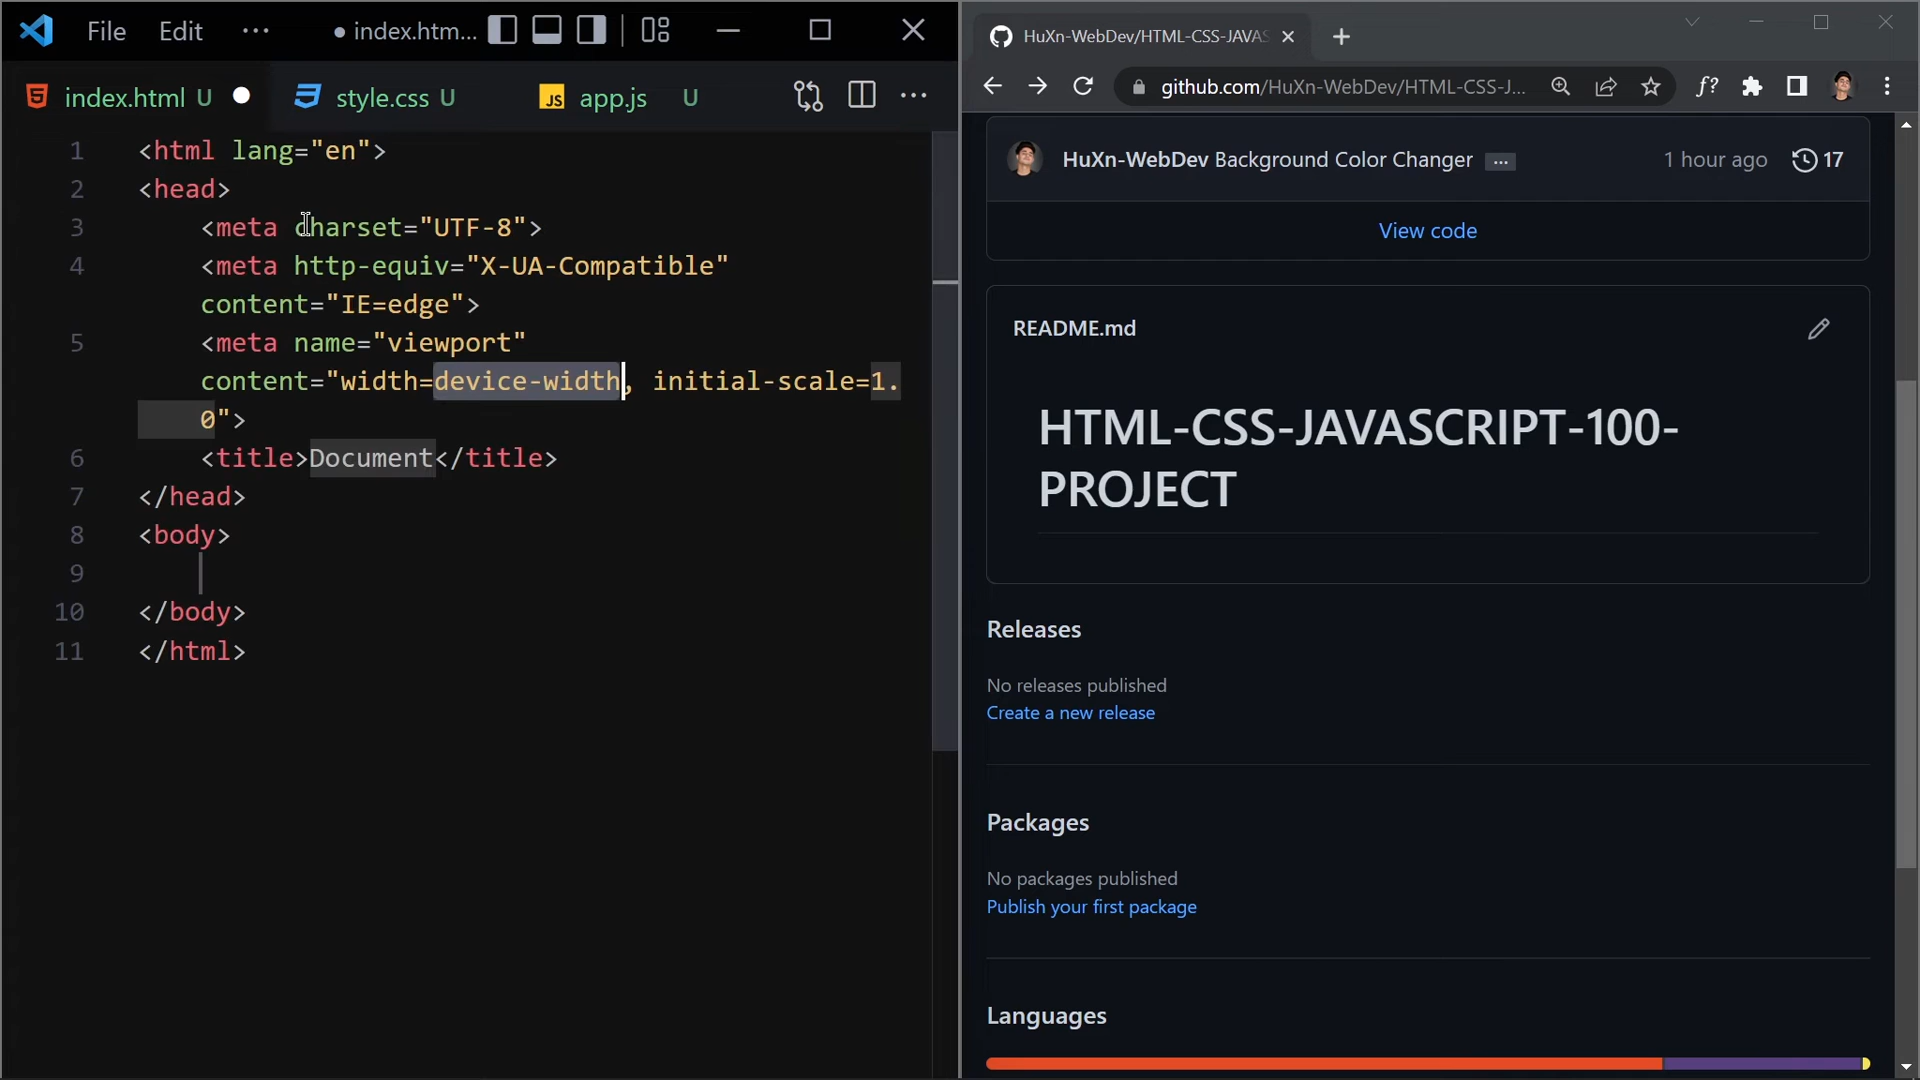 File Edit ··· ● index.htm...
index.html U ● style.css U JS app.js U ···
1 <html lang="en">
2 <head>
3 <meta charset="UTF-8">
4 <meta http-equiv="X-UA-Compatible"
content="IE=edge">
5 <meta name="viewport"
content="width=device-width, initial-scale=1.
0">
6 <title>Document</title>
7 </head>
8 <body>
9
10 </body>
11 </html>
HuXn-WebDev/HTML-CSS-JAVAS
github.com/HuXn-WebDev/HTML-CSS-J... f?
HuXn-WebDev Background Color Changer ... 1 hour ago 17
View code
README.md
HTML-CSS-JAVASCRIPT-100-
PROJECT
Releases
No releases published
Create a new release
Packages
No packages published
Publish your first package
Languages